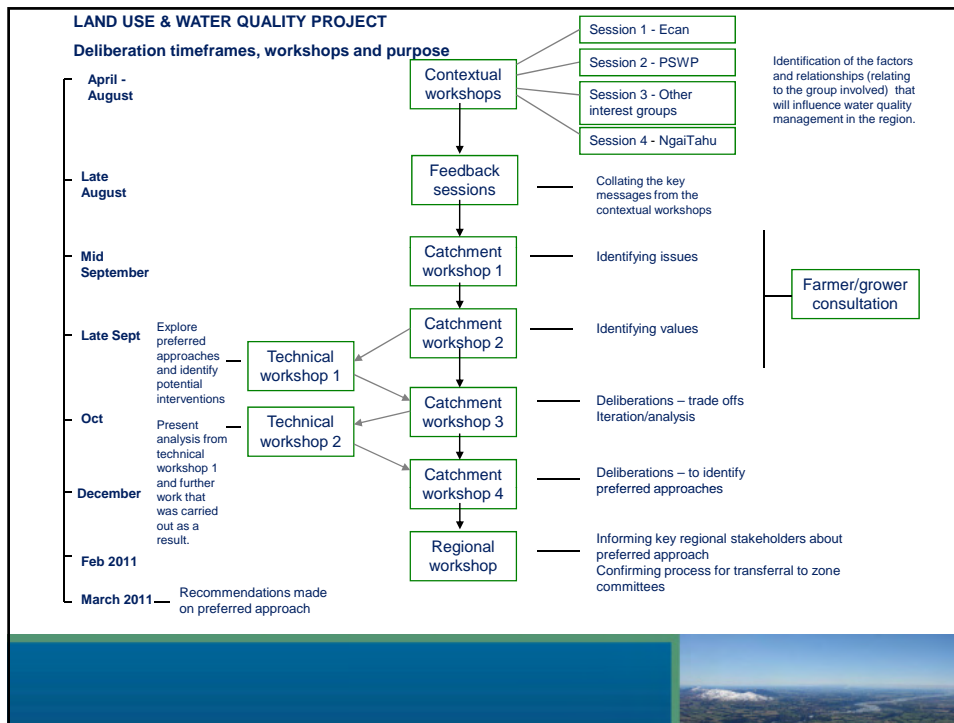 LAND USE & WATER QUALITY PROJECT
Deliberation timeframes, workshops and purpose
April -
August
Contextual
workshops
Session 1 - Ecan
Session 2 - PSWP
Session 3 - Other
interest groups
Session 4 - NgaiTahu
Identification of the factors
and relationships (relating
to the group involved) that
will influence water quality
management in the region.
Late
August
Feedback
sessions
Collating the key
messages from the
contextual workshops
Mid
September
Catchment
workshop 1
Identifying issues
Farmer/grower
consultation
Late Sept
Explore
preferred
approaches
and identify
potential
interventions
Technical
workshop 1
Catchment
workshop 2
Identifying values
Oct
Present
analysis from
technical
workshop 1
and further
work that
was carried
out as a
result.
Technical
workshop 2
Catchment
workshop 3
Deliberations – trade offs
Iteration/analysis
December
Catchment
workshop 4
Deliberations – to identify
preferred approaches
Feb 2011
Regional
workshop
Informing key regional stakeholders about
preferred approach
Confirming process for transferral to zone
committees
March 2011
Recommendations made
on preferred approach